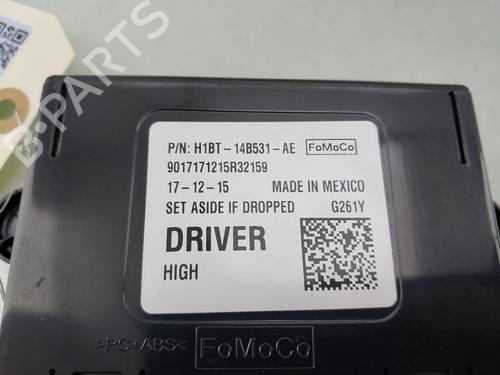 B-PARTS
P/N: H1BT-14B531-AE FoMoCo
9017171215R32159
17-12-15 MADE IN MEXICO
SET ASIDE IF DROPPED G261Y
DRIVER
HIGH
>PC+ABS< FoMoCo